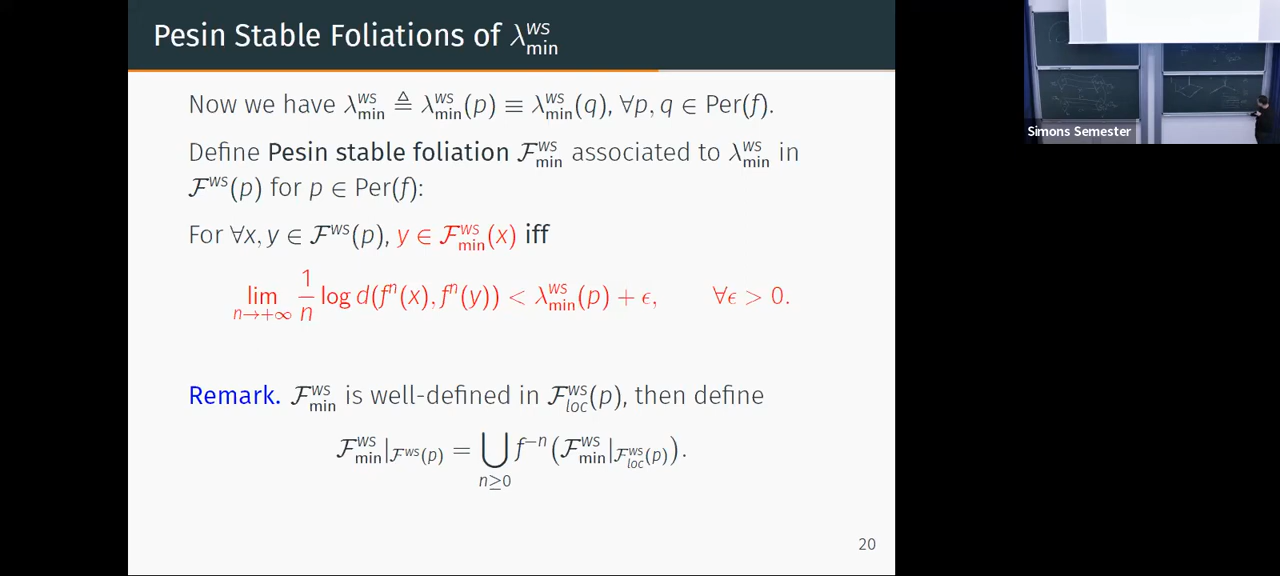 Pesin Stable Foliations of λ^{ws}_{min}
Now we have λ^{ws}_{min} ≜ λ^{ws}_{min}(p) ≡ λ^{ws}_{min}(q), ∀p, q ∈ Per(f).
Define Pesin stable foliation 𝓕^{ws}_{min} associated to λ^{ws}_{min} in
𝓕^{ws}(p) for p ∈ Per(f):
For ∀x, y ∈ 𝓕^{ws}(p), y ∈ 𝓕^{ws}_{min}(x) iff
lim_{n→+∞} 1/n log d(f^n(x), f^n(y)) < λ^{ws}_{min}(p) + ϵ, ∀ϵ > 0.
Remark. 𝓕^{ws}_{min} is well-defined in 𝓕^{ws}_{loc}(p), then define
𝓕^{ws}_{min}|_{𝓕^{ws}(p)} = ⋃_{n≥0} f^{−n}(𝓕^{ws}_{min}|_{𝓕^{ws}_{loc}(p)}).
20
Simons Semester